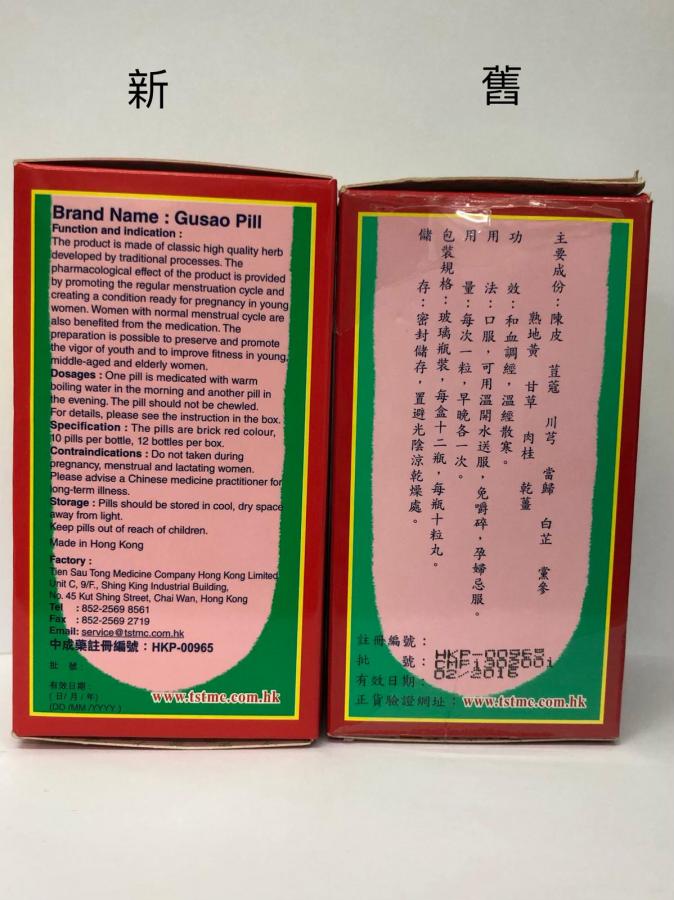 新
Brand Name : Gusao Pill
Function and indication :
The product is made of classic high quality herb
developed by traditional processes. The
pharmacological effect of the product is provided
by promoting the regular menstruation cycle and
creating a condition ready for pregnancy in young
women. Women with normal menstrual cycle are
also benefited from the medication. The
preparation is possible to preserve and promote
the vigor of youth and to improve fitness in young,
middle-aged and elderly women.
Dosages : One pill is medicated with warm
boiling water in the morning and another pill in
the evening. The pill should not be chewled.
For details, please see the instruction in the box.
Specification : The pills are brick red colour,
10 pills per bottle, 12 bottles per box.
Contraindications : Do not taken during
pregnancy, menstrual and lactating women.
Please advise a Chinese medicine practitioner for
long-term illness.
Storage : Pills should be stored in cool, dry space
away from light.
Keep pills out of reach of children.
Made in Hong Kong
Factory :
Tien Sau Tong Medicine Company Hong Kong Limited
Unit C, 9/F., Shing King Industrial Building,
No. 45 Kut Shing Street, Chai Wan, Hong Kong
Tel : 852-2569 8561
Fax : 852-2569 2719
Email: service@tstmc.com.hk
中成藥註冊編號：HKP-00965
批 號
有效日期：
( 日/ 月/ 年)
(DD /MM /YYYY )
www.tstmc.com.hk
舊
主要成份：陳皮 荳蔻 川芎 當歸 白芷 黨參
熟地黃 甘草 肉桂 乾薑
功 效：和血調經，溫經散寒。
用 法：口服，可用溫開水送服，免嚼碎，孕婦忌服。
用 量：每次一粒，早晚各一次。
包裝規格：玻璃瓶裝，每盒十二瓶，每瓶十粒丸。
儲 存：密封儲存，置避光陰涼乾燥處。
註冊編號：HKP-00965
批 號：CMP1302001
有效日期：02/2016
正貨驗證網址：www.tstmc.com.hk